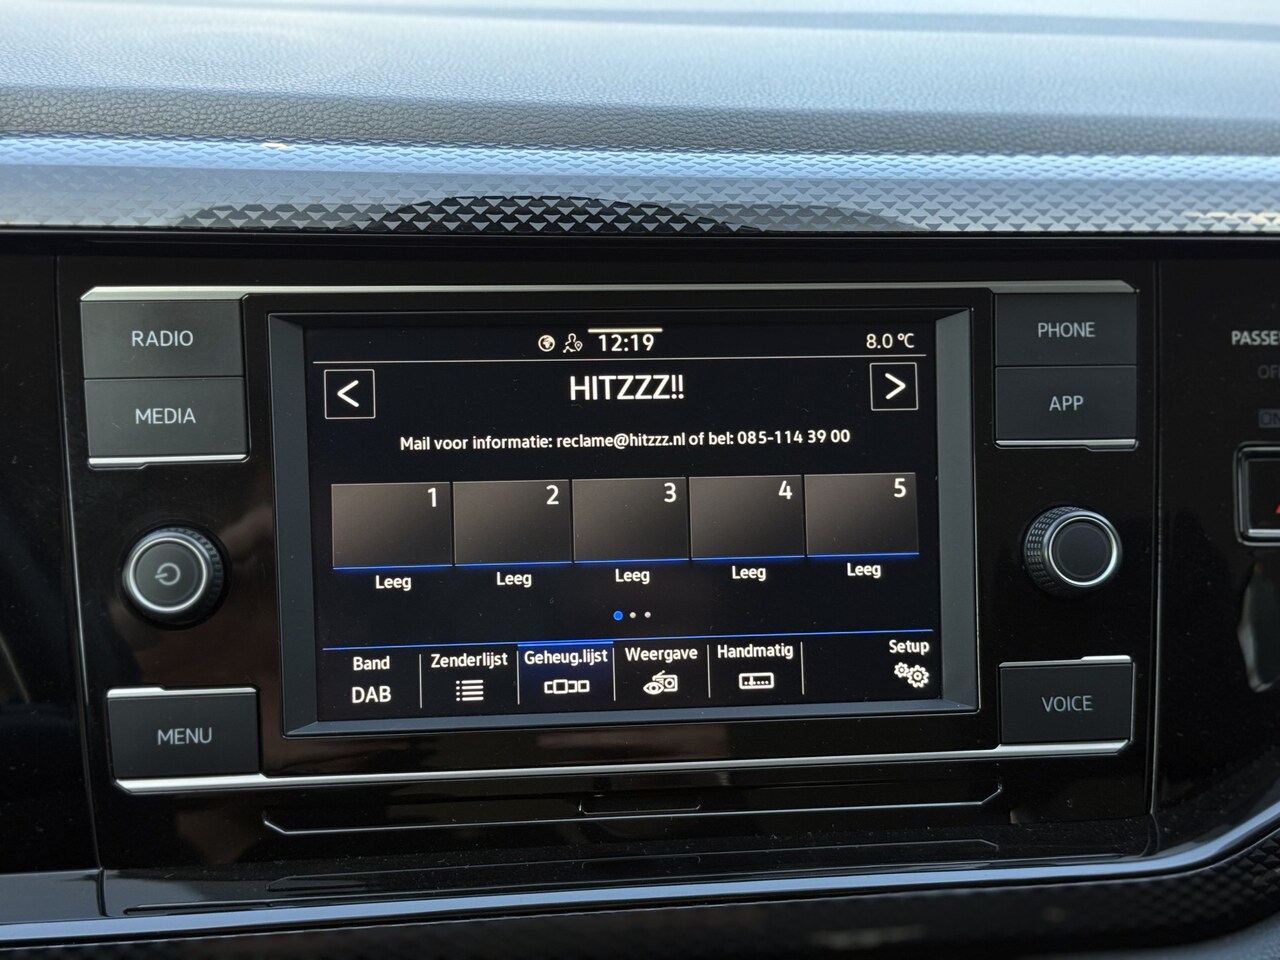 RADIO
MEDIA
MENU
12:19
8.0 °C
<
HITZZZ!!
>
Mail voor informatie: reclame@hitzzz.nl of bel: 085-114 39 00
1 2 3 4 5
Leeg Leeg Leeg Leeg Leeg
Band Zenderlijst Geheug.lijst Weergave Handmatig Setup
DAB
PHONE
APP
VOICE